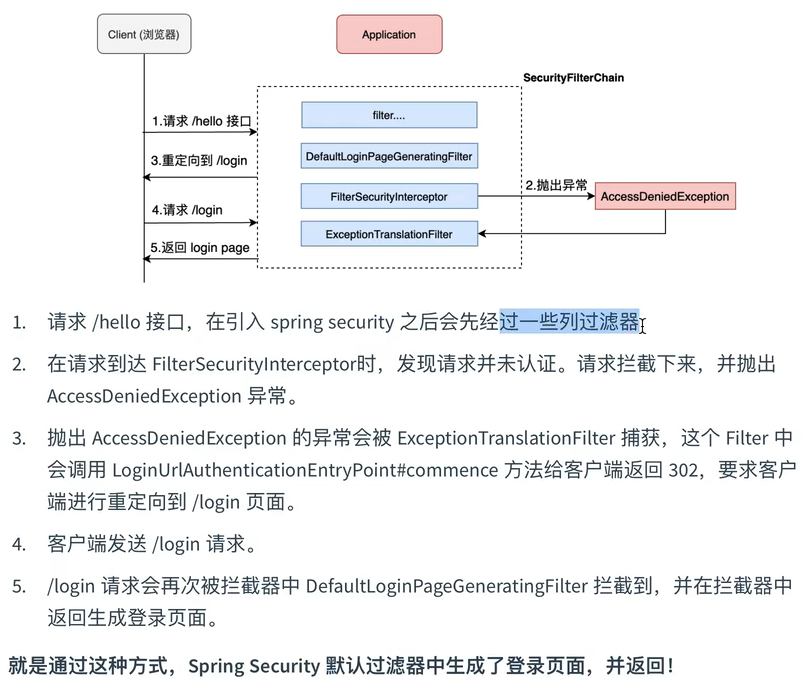 Client (浏览器)
Application
SecurityFilterChain
1.请求 /hello 接口
filter....
3.重定向到 /login
DefaultLoginPageGeneratingFilter
2.抛出异常
FilterSecurityInterceptor
AccessDeniedException
4.请求 /login
ExceptionTranslationFilter
5.返回 login page
1. 请求 /hello 接口，在引入 spring security 之后会先经过一些列过滤器
2. 在请求到达 FilterSecurityInterceptor时，发现请求并未认证。请求拦截下来，并抛出
AccessDeniedException 异常。
3. 抛出 AccessDeniedException 的异常会被 ExceptionTranslationFilter 捕获，这个 Filter 中
会调用 LoginUrlAuthenticationEntryPoint#commence 方法给客户端返回 302，要求客户
端进行重定向到 /login 页面。
4. 客户端发送 /login 请求。
5. /login 请求会再次被拦截器中 DefaultLoginPageGeneratingFilter 拦截到，并在拦截器中
返回生成登录页面。
就是通过这种方式，Spring Security 默认过滤器中生成了登录页面，并返回！